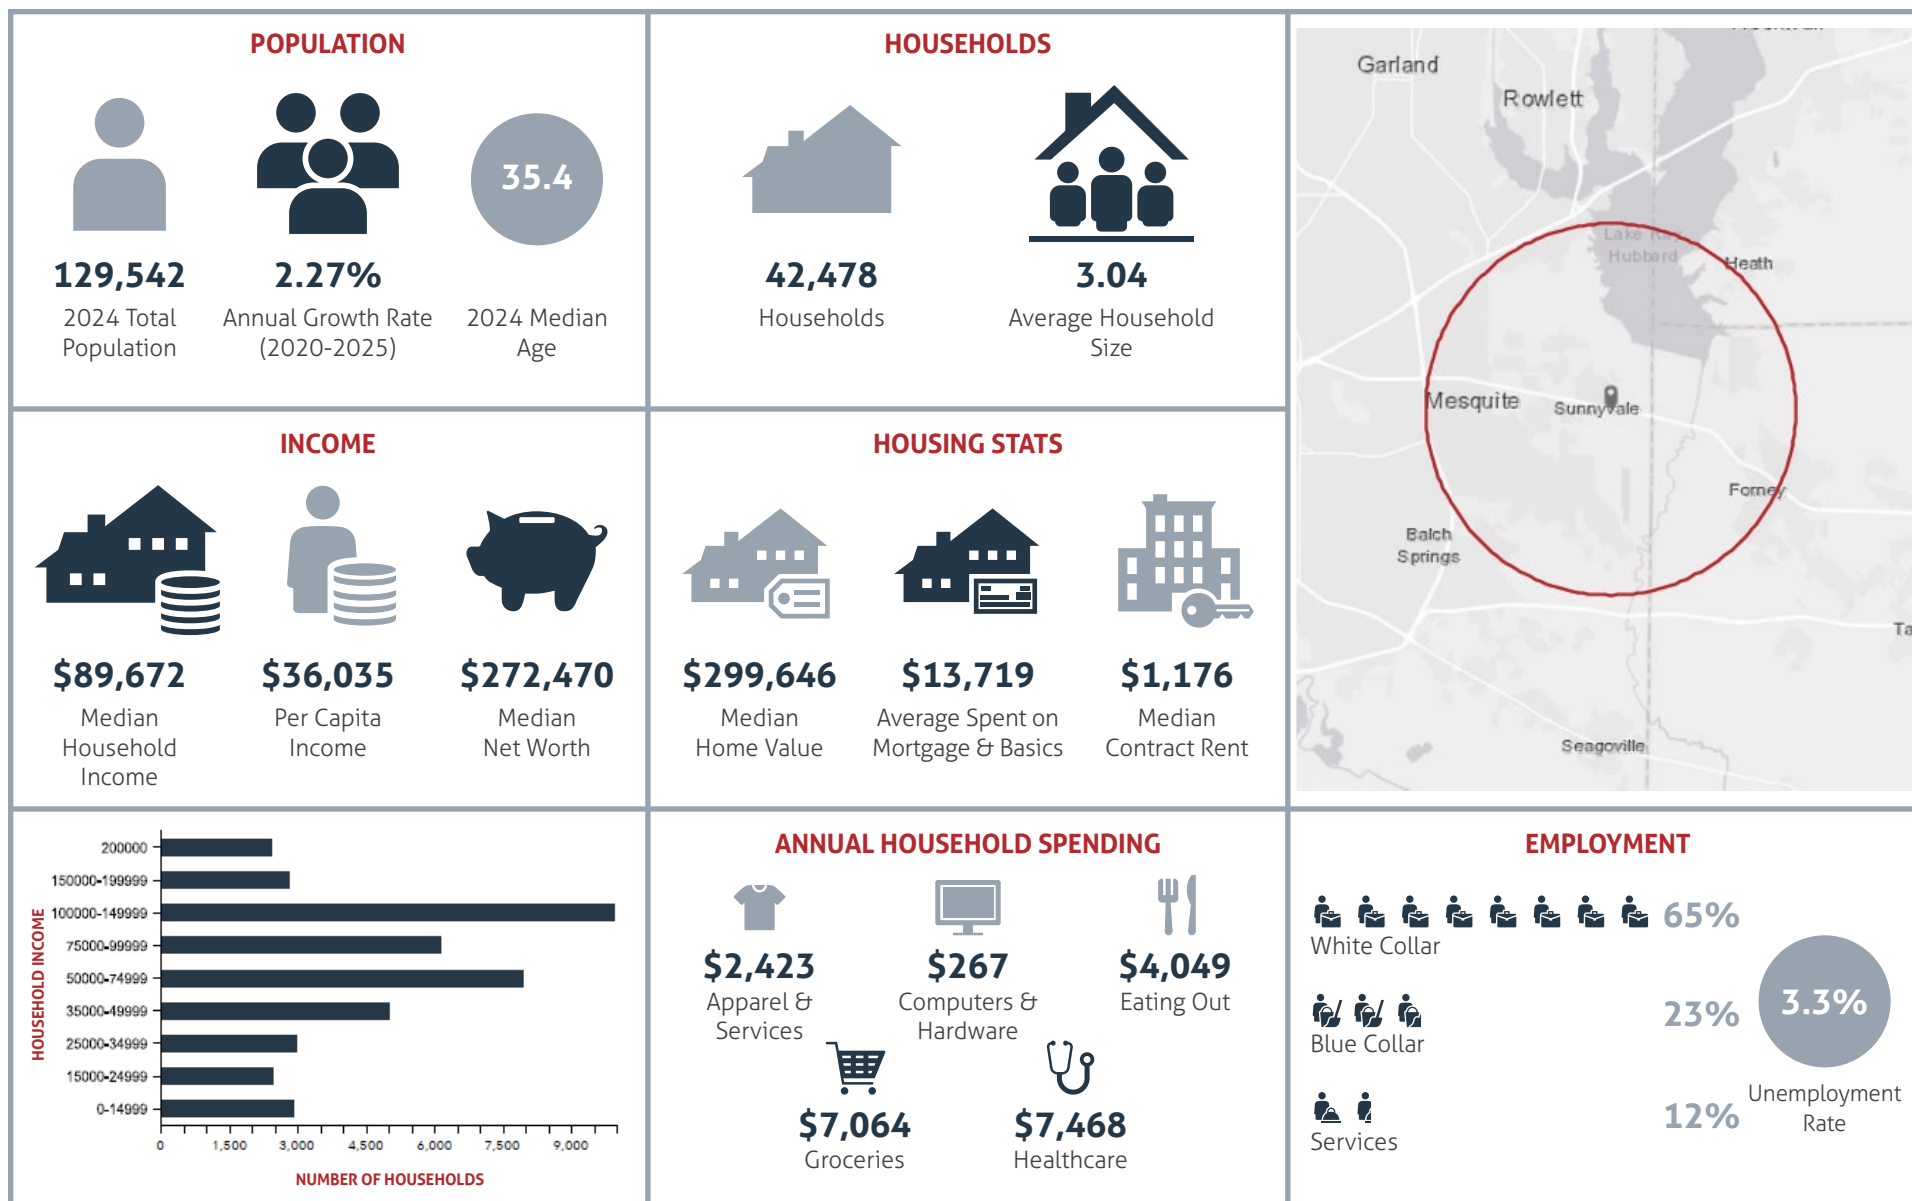 POPULATION
35.4
129,542
2024 Total
Population
2.27%
Annual Growth Rate
(2020-2025)
2024 Median
Age
HOUSEHOLDS
42,478
Households
3.04
Average Household
Size
Garland
Rowlett
Lake Ray
Hubbard
Heath
Mesquite
Sunnyvale
Forney
Balch
Springs
Seagoville
INCOME
$89,672
Median
Household
Income
$36,035
Per Capita
Income
$272,470
Median
Net Worth
HOUSING STATS
$299,646
Median
Home Value
$13,719
Average Spent on
Mortgage & Basics
$1,176
Median
Contract Rent
HOUSEHOLD INCOME
200000
150000-199999
100000-149999
75000-99999
50000-74999
35000-49999
25000-34999
15000-24999
0-14999
0 1,500 3,000 4,500 6,000 7,500 9,000
NUMBER OF HOUSEHOLDS
ANNUAL HOUSEHOLD SPENDING
$2,423
Apparel &
Services
$267
Computers &
Hardware
$4,049
Eating Out
$7,064
Groceries
$7,468
Healthcare
EMPLOYMENT
65%
White Collar
23%
Blue Collar
12%
Services
3.3%
Unemployment
Rate